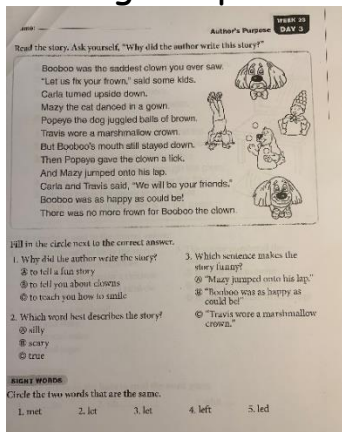 WEEK 25
Author's Purpose DAY 3
Read the story. Ask yourself, "Why did the author write this story?"
Booboo was the saddest clown you ever saw.
"Let us fix your frown," said some kids.
Carla turned upside down.
Mazy the cat danced in a gown.
Popeye the dog juggled balls of brown.
Travis wore a marshmallow crown.
But Booboo's mouth still stayed down.
Then Popeye gave the clown a lick.
And Mazy jumped onto his lap.
Carla and Travis said, "We will be your friends."
Booboo was as happy as could be!
There was no more frown for Booboo the clown.
Fill in the circle next to the correct answer.
1. Why did the author write the story?
Ⓐ to tell a fun story
Ⓑ to tell you about clowns
Ⓒ to teach you how to smile
2. Which word best describes the story?
Ⓐ silly
Ⓑ scary
Ⓒ true
3. Which sentence makes the
story funny?
Ⓐ "Mazy jumped onto his lap."
Ⓑ "Booboo was as happy as
could be!"
Ⓒ "Travis wore a marshmallow
crown."
SIGHT WORDS
Circle the two words that are the same.
1. met 2. let 3. let 4. left 5. led